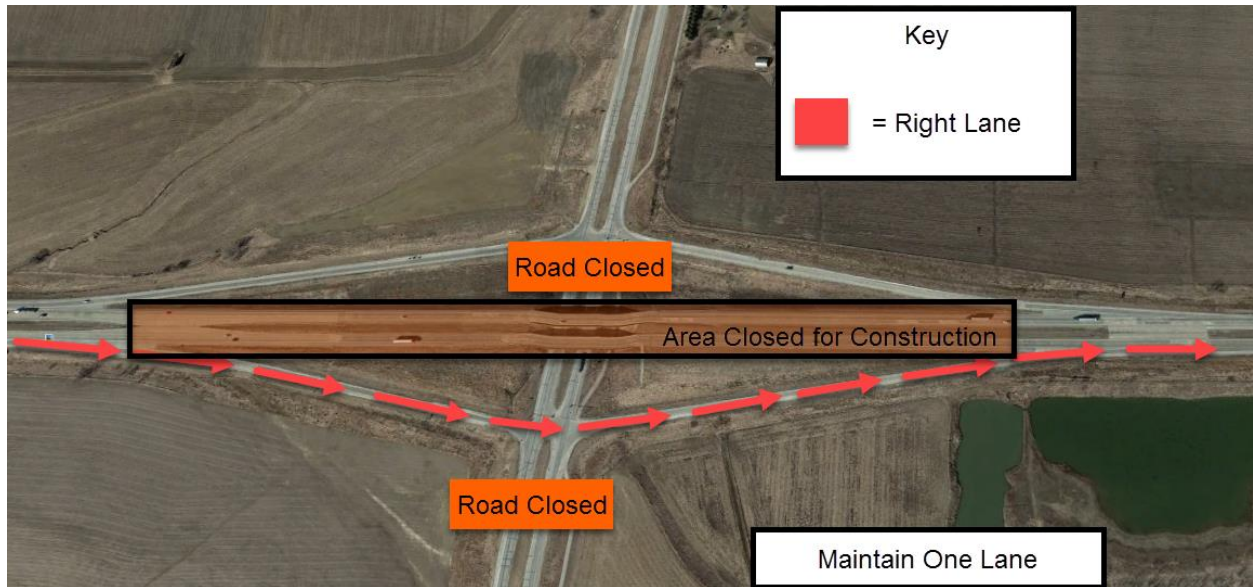 Key
= Right Lane
Road Closed
Area Closed for Construction
Road Closed
Maintain One Lane